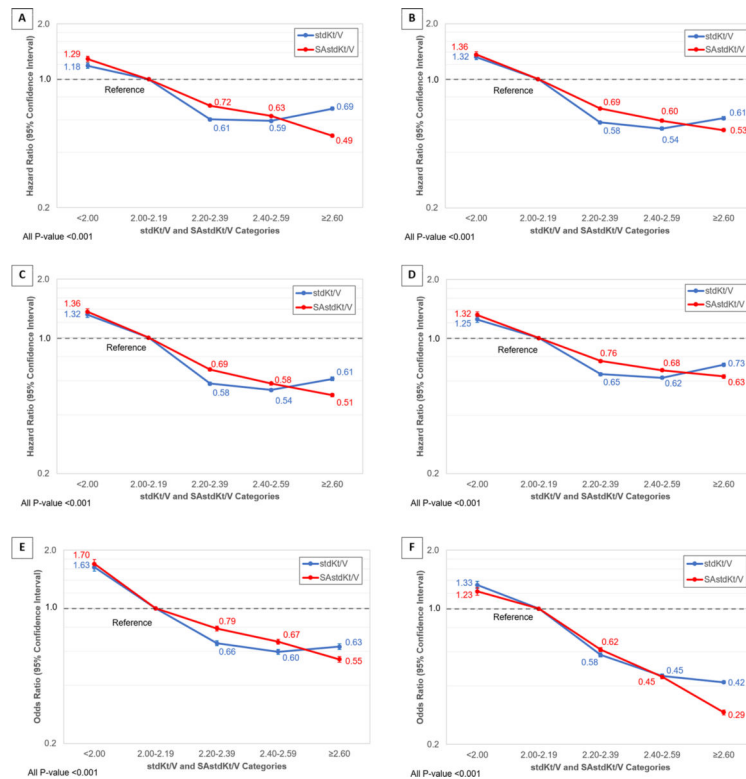 A
2.0
stdKt/V
SAstdKt/V
1.29
1.18
1.0
Reference
0.72
0.63
0.69
0.61
0.59
0.49
0.2
Hazard Ratio (95% Confidence Interval)
<2.00 2.00-2.19 2.20-2.39 2.40-2.59 ≥2.60
stdKt/V and SAstdKt/V Categories
All P-value <0.001
B
2.0
stdKt/V
SAstdKt/V
1.36
1.32
1.0
Reference
0.69
0.60
0.61
0.58
0.54
0.53
0.2
Hazard Ratio (95% Confidence Interval)
<2.00 2.00-2.19 2.20-2.39 2.40-2.59 ≥2.60
stdKt/V and SAstdKt/V Categories
All P-value <0.001
C
2.0
stdKt/V
SAstdKt/V
1.36
1.32
1.0
Reference
0.69
0.58
0.61
0.58
0.54
0.51
0.2
Hazard Ratio (95% Confidence Interval)
<2.00 2.00-2.19 2.20-2.39 2.40-2.59 ≥2.60
stdKt/V and SAstdKt/V Categories
All P-value <0.001
D
2.0
stdKt/V
SAstdKt/V
1.32
1.25
1.0
Reference
0.76
0.68
0.73
0.65
0.62
0.63
0.2
Hazard Ratio (95% Confidence Interval)
<2.00 2.00-2.19 2.20-2.39 2.40-2.59 ≥2.60
stdKt/V and SAstdKt/V Categories
All P-value <0.001
E
2.0
stdKt/V
SAstdKt/V
1.70
1.63
1.0
Reference
0.79
0.67
0.63
0.66
0.60
0.55
0.2
Odds Ratio (95% Confidence Interval)
<2.00 2.00-2.19 2.20-2.39 2.40-2.59 ≥2.60
stdKt/V and SAstdKt/V Categories
All P-value <0.001
F
2.0
stdKt/V
SAstdKt/V
1.33
1.23
1.0
Reference
0.62
0.58
0.45
0.45
0.42
0.29
0.2
Odds Ratio (95% Confidence Interval)
<2.00 2.00-2.19 2.20-2.39 2.40-2.59 ≥2.60
stdKt/V and SAstdKt/V Categories
All P-value <0.001